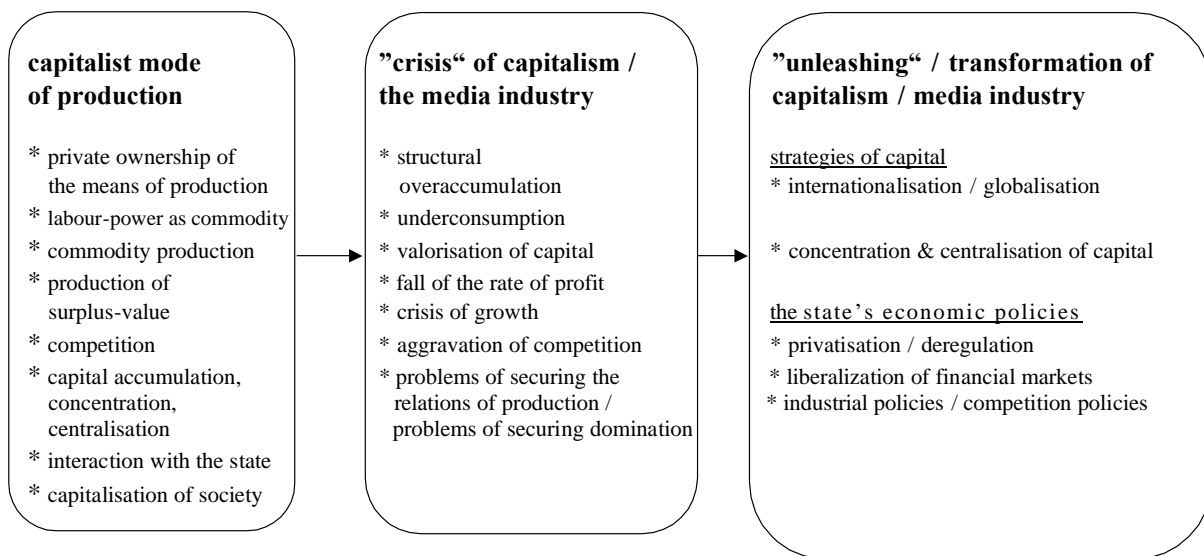 capitalist mode
of production
* private ownership of
the means of production
* labour-power as commodity
* commodity production
* production of
surplus-value
* competition
* capital accumulation,
concentration,
centralisation
* interaction with the state
* capitalisation of society
”crisis“ of capitalism /
the media industry
* structural
overaccumulation
* underconsumption
* valorisation of capital
* fall of the rate of profit
* crisis of growth
* aggravation of competition
* problems of securing the
relations of production /
problems of securing domination
”unleashing“ / transformation of
capitalism / media industry
strategies of capital
* internationalisation / globalisation
* concentration & centralisation of capital
the state’s economic policies
* privatisation / deregulation
* liberalization of financial markets
* industrial policies / competition policies